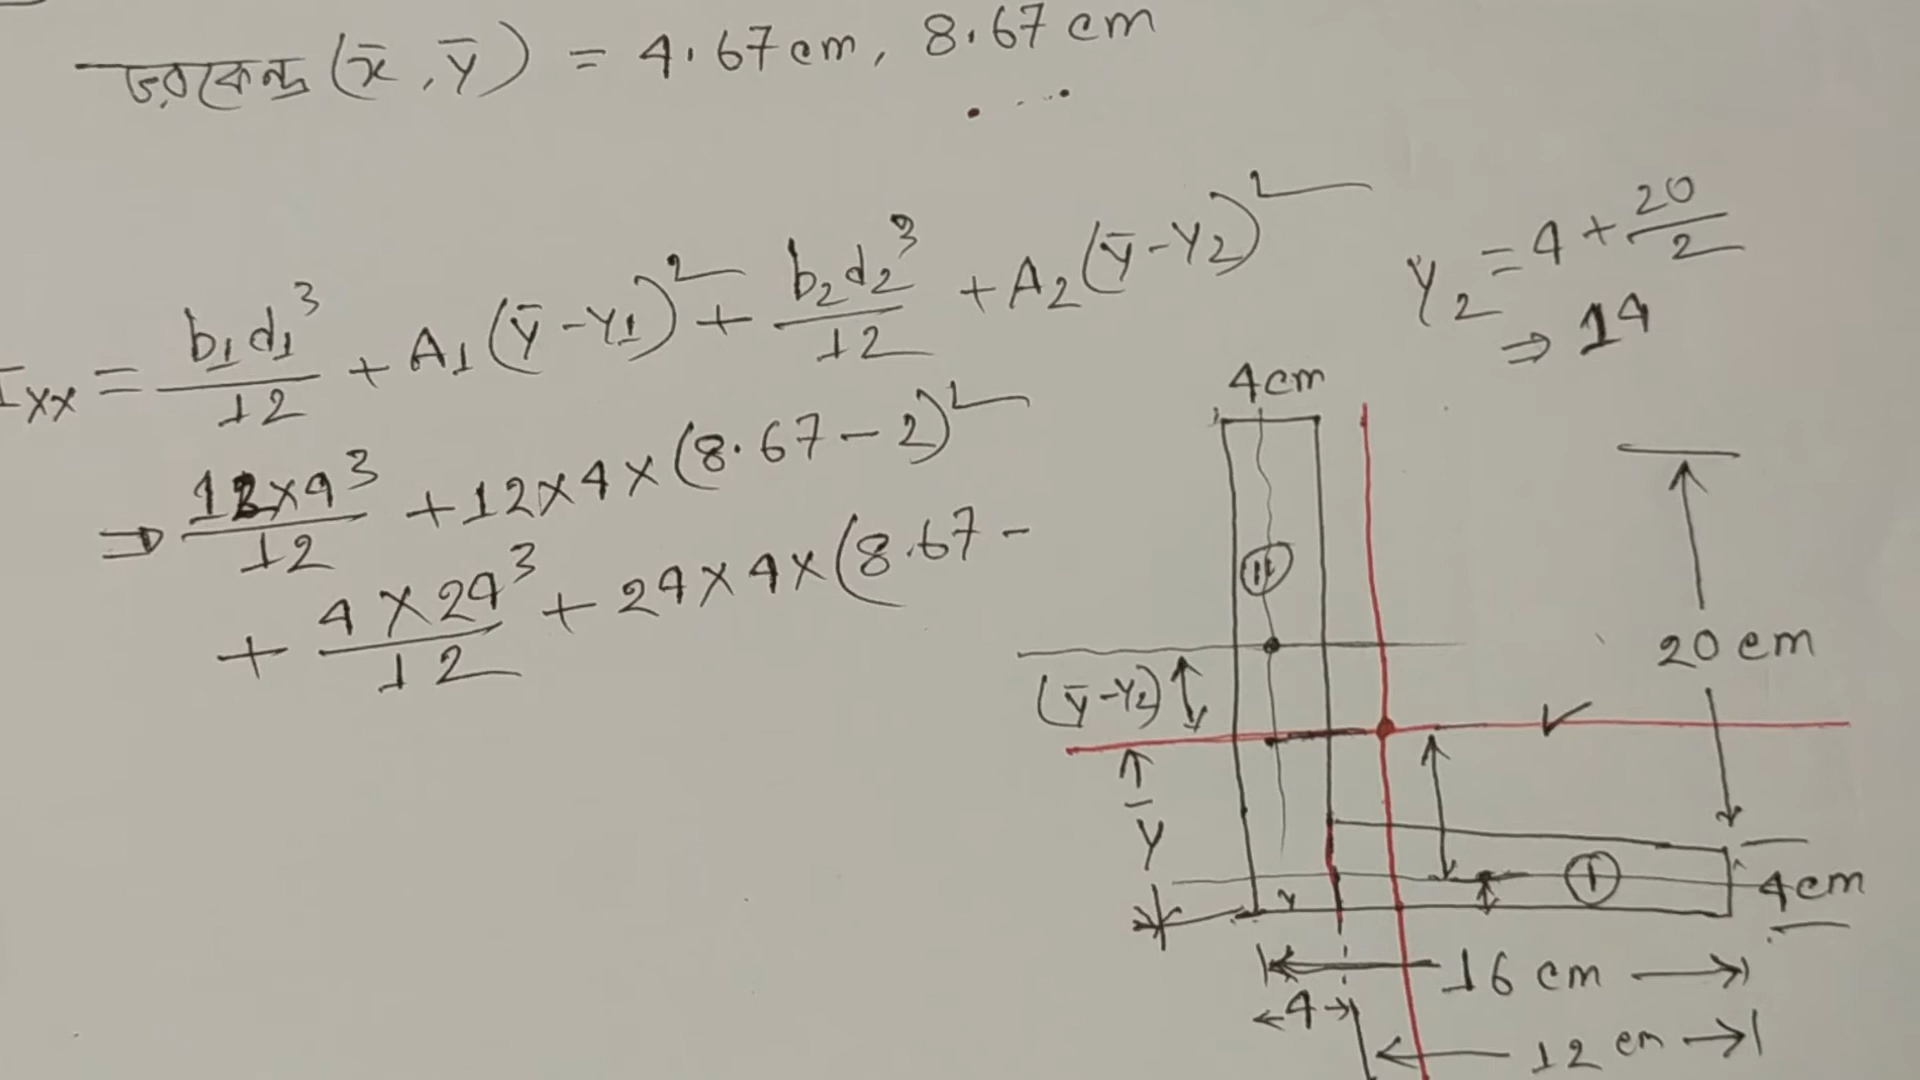 ভরকেন্দ্র (x̄, ȳ) = 4.67 cm, 8.67 cm
Y₂ = 4 + 20/2
⇒ 14
Ixx = b₁d₁³/12 + A₁(ȳ - Y₁)² + b₂d₂³/12 + A₂(ȳ - Y₂)²
⇒ 12×4³/12 + 12×4×(8.67 - 2)²
+ 4×24³/12 + 24×4×(8.67 -
4cm
II
20 cm
(ȳ - Y₂)
Y
I
4cm
16 cm
4
12 cm